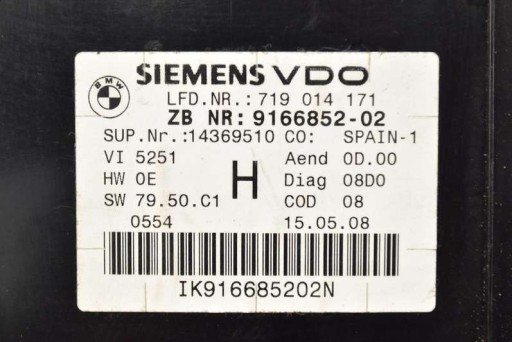 BMW
SIEMENS VDO
LFD.NR.: 719 014 171
ZB NR: 9166852-02
SUP.Nr.:14369510 CO: SPAIN-1
VI 5251 Aend 0D.00
HW 0E H Diag 08D0
SW 79.50.C1 COD 08
0554 15.05.08
IK916685202N